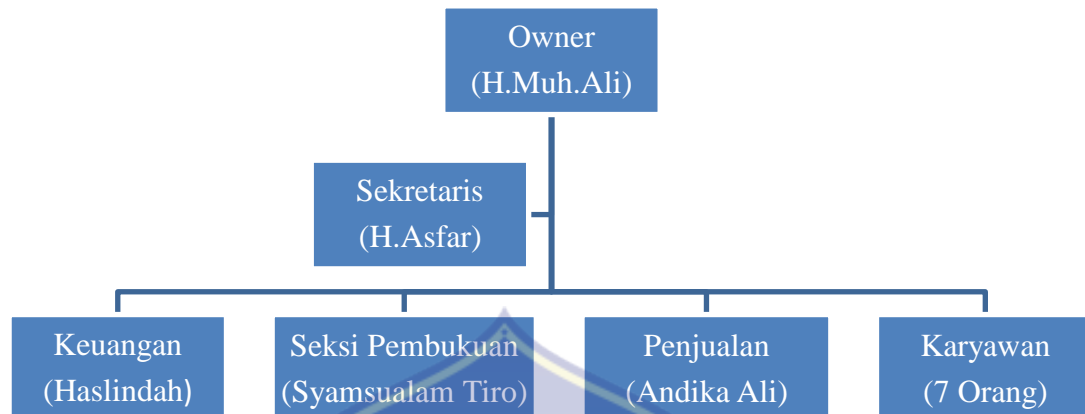 Owner
(H.Muh.Ali)
Sekretaris
(H.Asfar)
Keuangan
(Haslindah)
Seksi Pembukuan
(Syamsualam Tiro)
Penjualan
(Andika Ali)
Karyawan
(7 Orang)